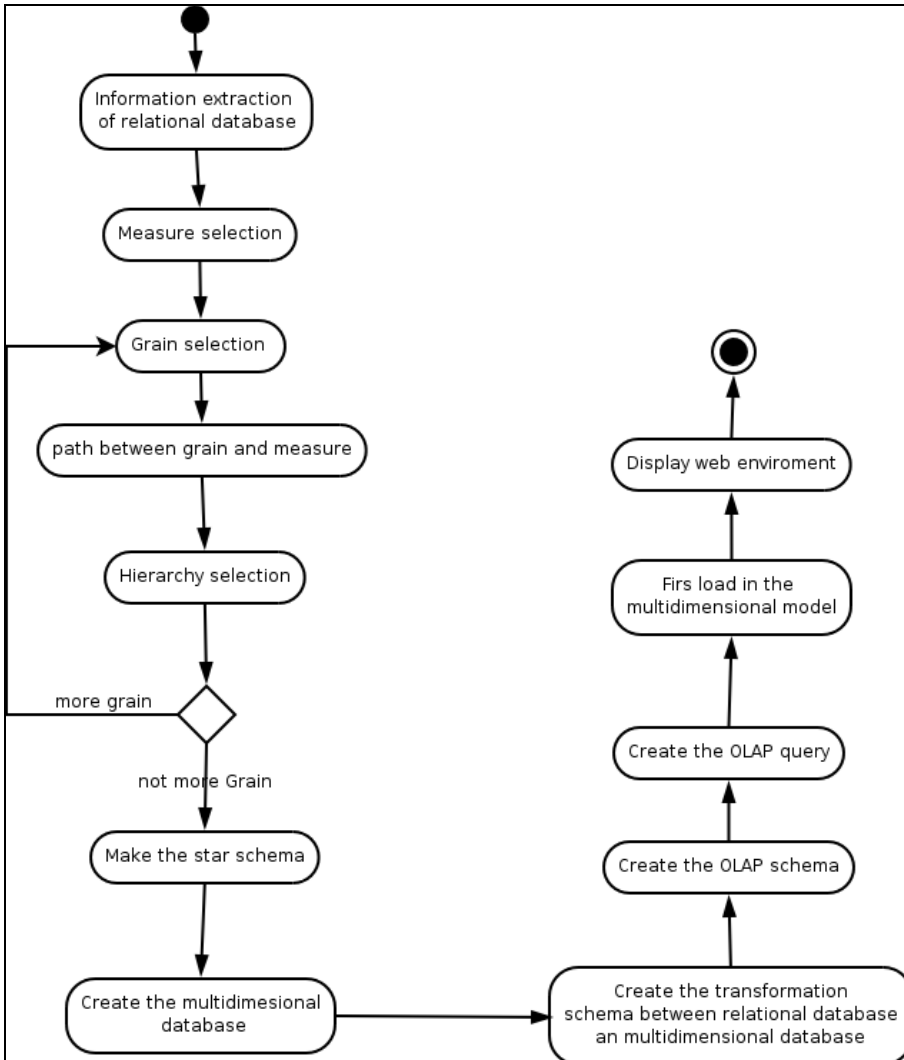 Information extraction
of relational database
Measure selection
Grain selection
path between grain and measure
Hierarchy selection
more grain
not more Grain
Make the star schema
Create the multidimesional
database
Create the transformation
schema between relational database
an multidimensional database
Create the OLAP schema
Create the OLAP query
Firs load in the
multidimensional model
Display web enviroment